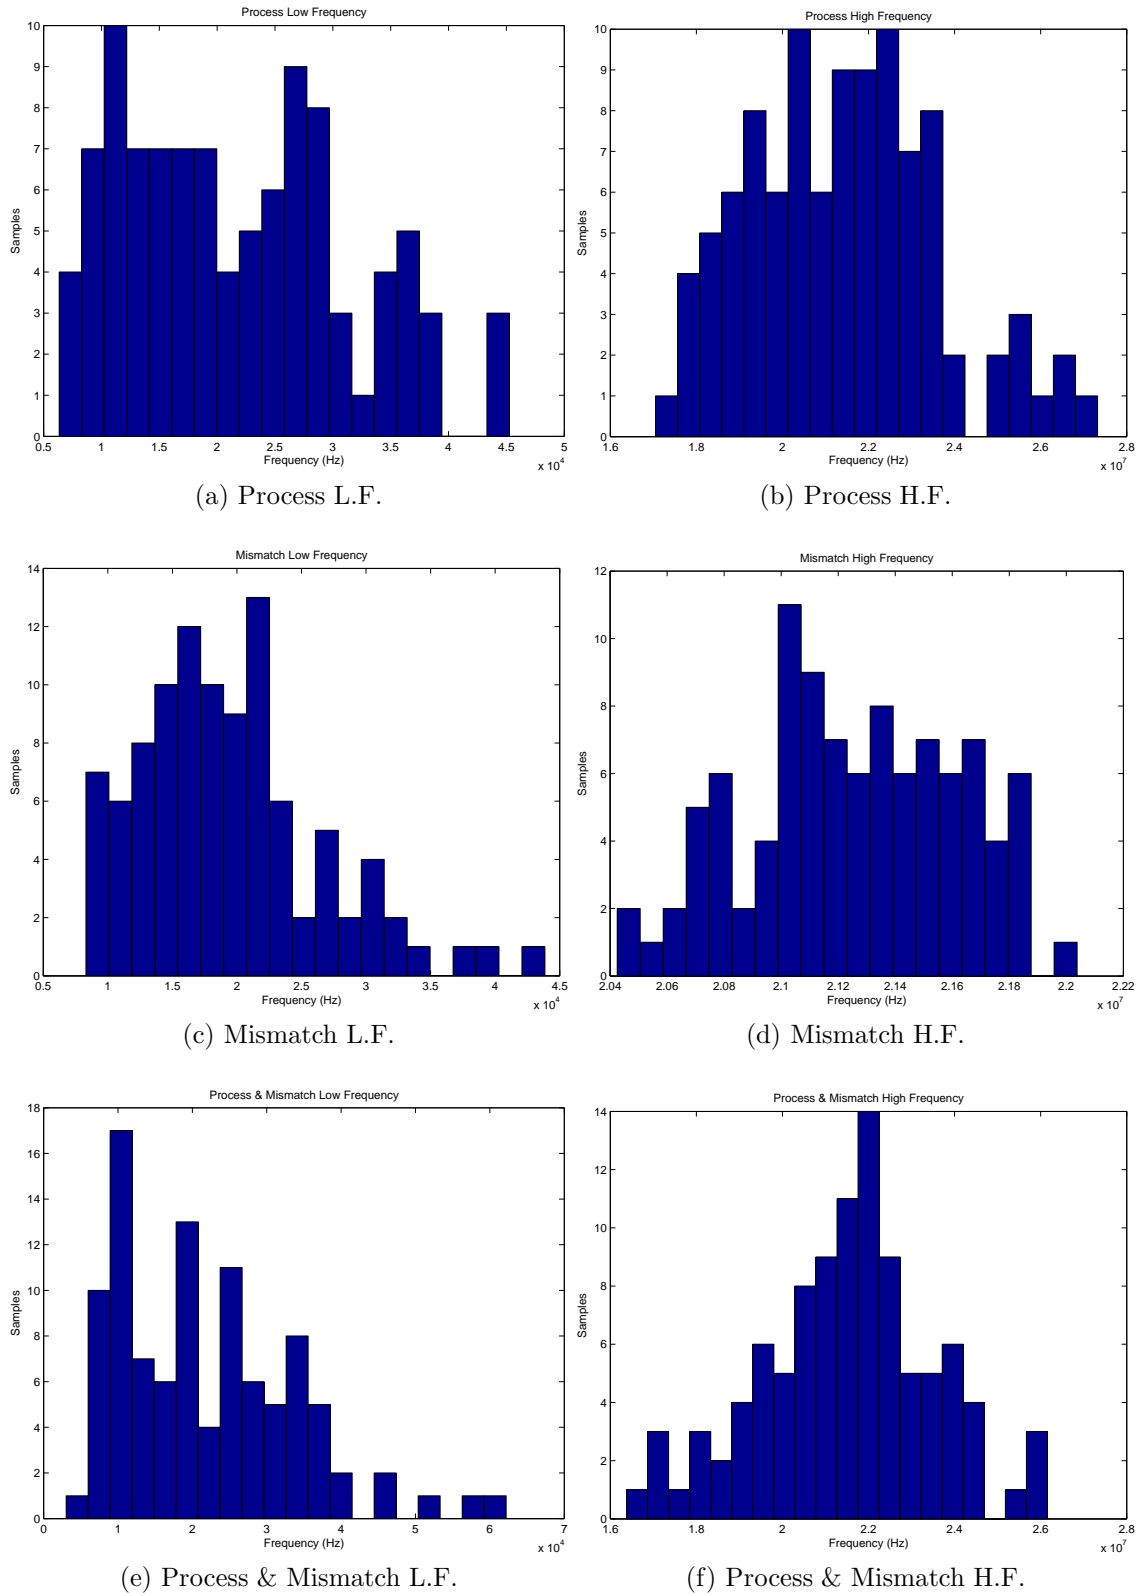 Process Low Frequency
10
9
8
7
6
5
4
3
2
1
0
Samples
0.5 1 1.5 2 2.5 3 3.5 4 4.5 5
Frequency (Hz)
x 10^4
(a) Process L.F.
Process High Frequency
10
9
8
7
6
5
4
3
2
1
0
Samples
1.6 1.8 2 2.2 2.4 2.6 2.8
Frequency (Hz)
x 10^7
(b) Process H.F.
Mismatch Low Frequency
14
12
10
8
6
4
2
0
Samples
0.5 1 1.5 2 2.5 3 3.5 4 4.5
Frequency (Hz)
x 10^4
(c) Mismatch L.F.
Mismatch High Frequency
12
10
8
6
4
2
0
Samples
2.04 2.06 2.08 2.1 2.12 2.14 2.16 2.18 2.2 2.22
Frequency (Hz)
x 10^7
(d) Mismatch H.F.
Process & Mismatch Low Frequency
18
16
14
12
10
8
6
4
2
0
Samples
0 1 2 3 4 5 6 7
Frequency (Hz)
x 10^4
(e) Process & Mismatch L.F.
Process & Mismatch High Frequency
14
12
10
8
6
4
2
0
Samples
1.6 1.8 2 2.2 2.4 2.6 2.8
Frequency (Hz)
x 10^7
(f) Process & Mismatch H.F.